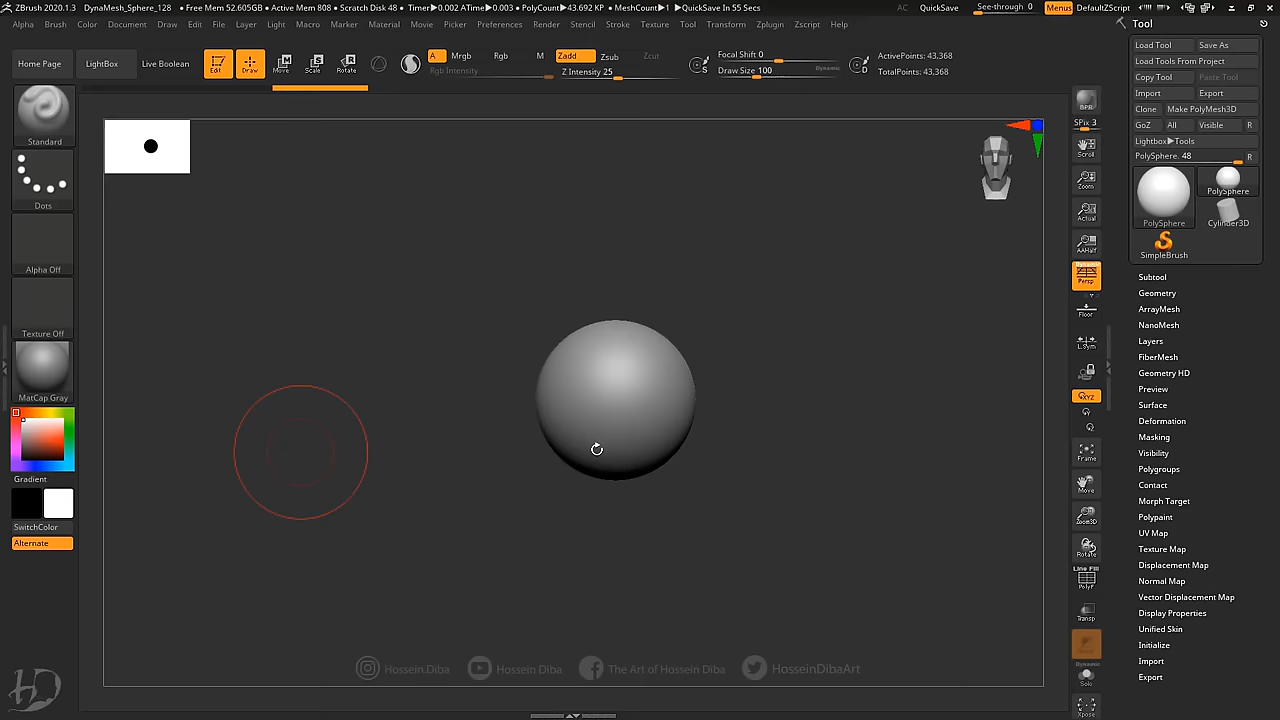 ZBrush 2020.1.3 DynaMesh_Sphere_128 • Free Mem 52.605GB • Active Mem 808 • Scratch Disk 48 • Timer▶0.002 ATime▶0.003 • PolyCount▶43.692 KP • MeshCount▶1 ▶QuickSave In 55 Secs AC QuickSave See-through 0 Menus DefaultZScript
Alpha Brush Color Document Draw Edit File Layer Light Macro Marker Material Movie Picker Preferences Render Stencil Stroke Texture Tool Transform Zplugin Zscript Help
Tool
Home Page LightBox Live Boolean Edit Draw Move Scale Rotate
A Mrgb Rgb M Zadd Zsub Zcut Focal Shift 0 ActivePoints: 43,368
Rgb Intensity Z Intensity 25 Draw Size 100 Dynamic TotalPoints: 43,368
S D
Standard
Dots
Alpha Off
Texture Off
MatCap Gray
Gradient
SwitchColor
Alternate
BPR
SPix 3
Scroll
Zoom
Actual
AAHalf
Dynamic
Persp
Floor
L.Sym
XYZ
Frame
Move
Zoom3D
Rotate
Line Fill
PolyF
Transp
Dynamic
Solo
Xpose
Load Tool Save As
Load Tools From Project
Copy Tool Paste Tool
Import Export
Clone Make PolyMesh3D
GoZ All Visible R
Lightbox▶Tools
PolySphere. 48 R
PolySphere PolySphere
Cylinder3D
SimpleBrush
Subtool
Geometry
ArrayMesh
NanoMesh
Layers
FiberMesh
Geometry HD
Preview
Surface
Deformation
Masking
Visibility
Polygroups
Contact
Morph Target
Polypaint
UV Map
Texture Map
Displacement Map
Normal Map
Vector Displacement Map
Display Properties
Unified Skin
Initialize
Import
Export
Hossein.Diba Hossein Diba The Art of Hossein Diba HosseinDibaArt
HD